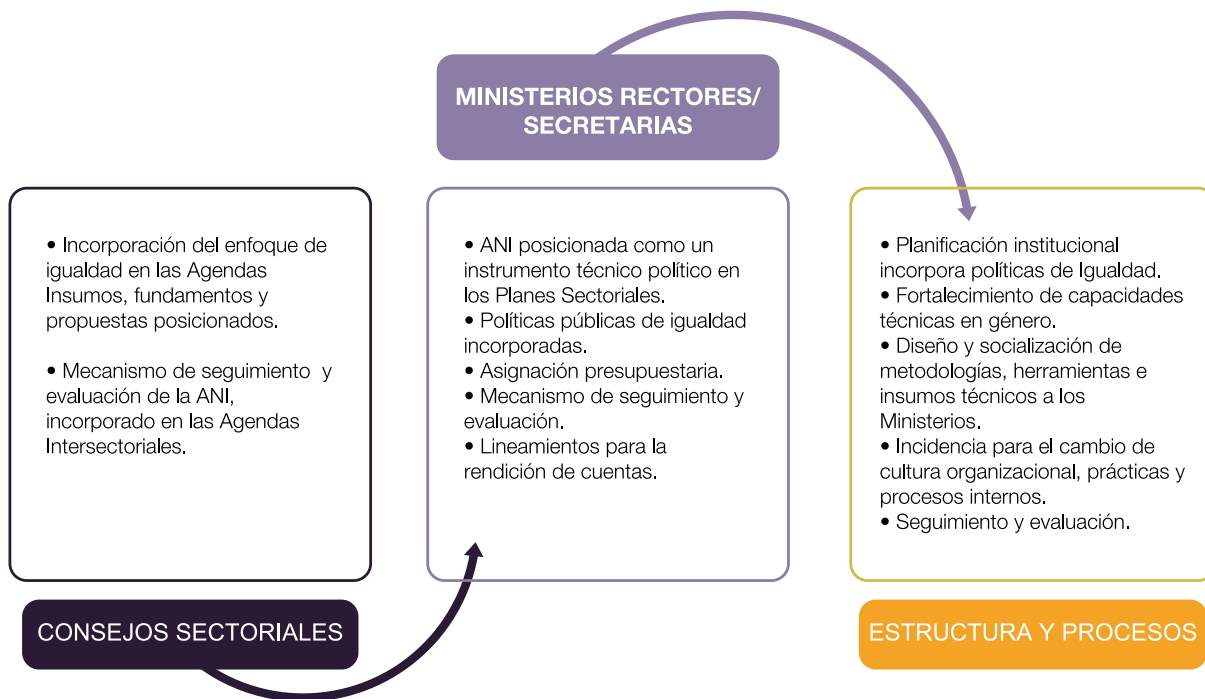 MINISTERIOS RECTORES/
SECRETARIAS
• Incorporación del enfoque de
igualdad en las Agendas
Insumos, fundamentos y
propuestas posicionados.
• Mecanismo de seguimiento y
evaluación de la ANI,
incorporado en las Agendas
Intersectoriales.
CONSEJOS SECTORIALES
• ANI posicionada como un
instrumento técnico político en
los Planes Sectoriales.
• Políticas públicas de igualdad
incorporadas.
• Asignación presupuestaria.
• Mecanismo de seguimiento y
evaluación.
• Lineamientos para la
rendición de cuentas.
• Planificación institucional
incorpora políticas de Igualdad.
• Fortalecimiento de capacidades
técnicas en género.
• Diseño y socialización de
metodologías, herramientas e
insumos técnicos a los
Ministerios.
• Incidencia para el cambio de
cultura organizacional, prácticas y
procesos internos.
• Seguimiento y evaluación.
ESTRUCTURA Y PROCESOS